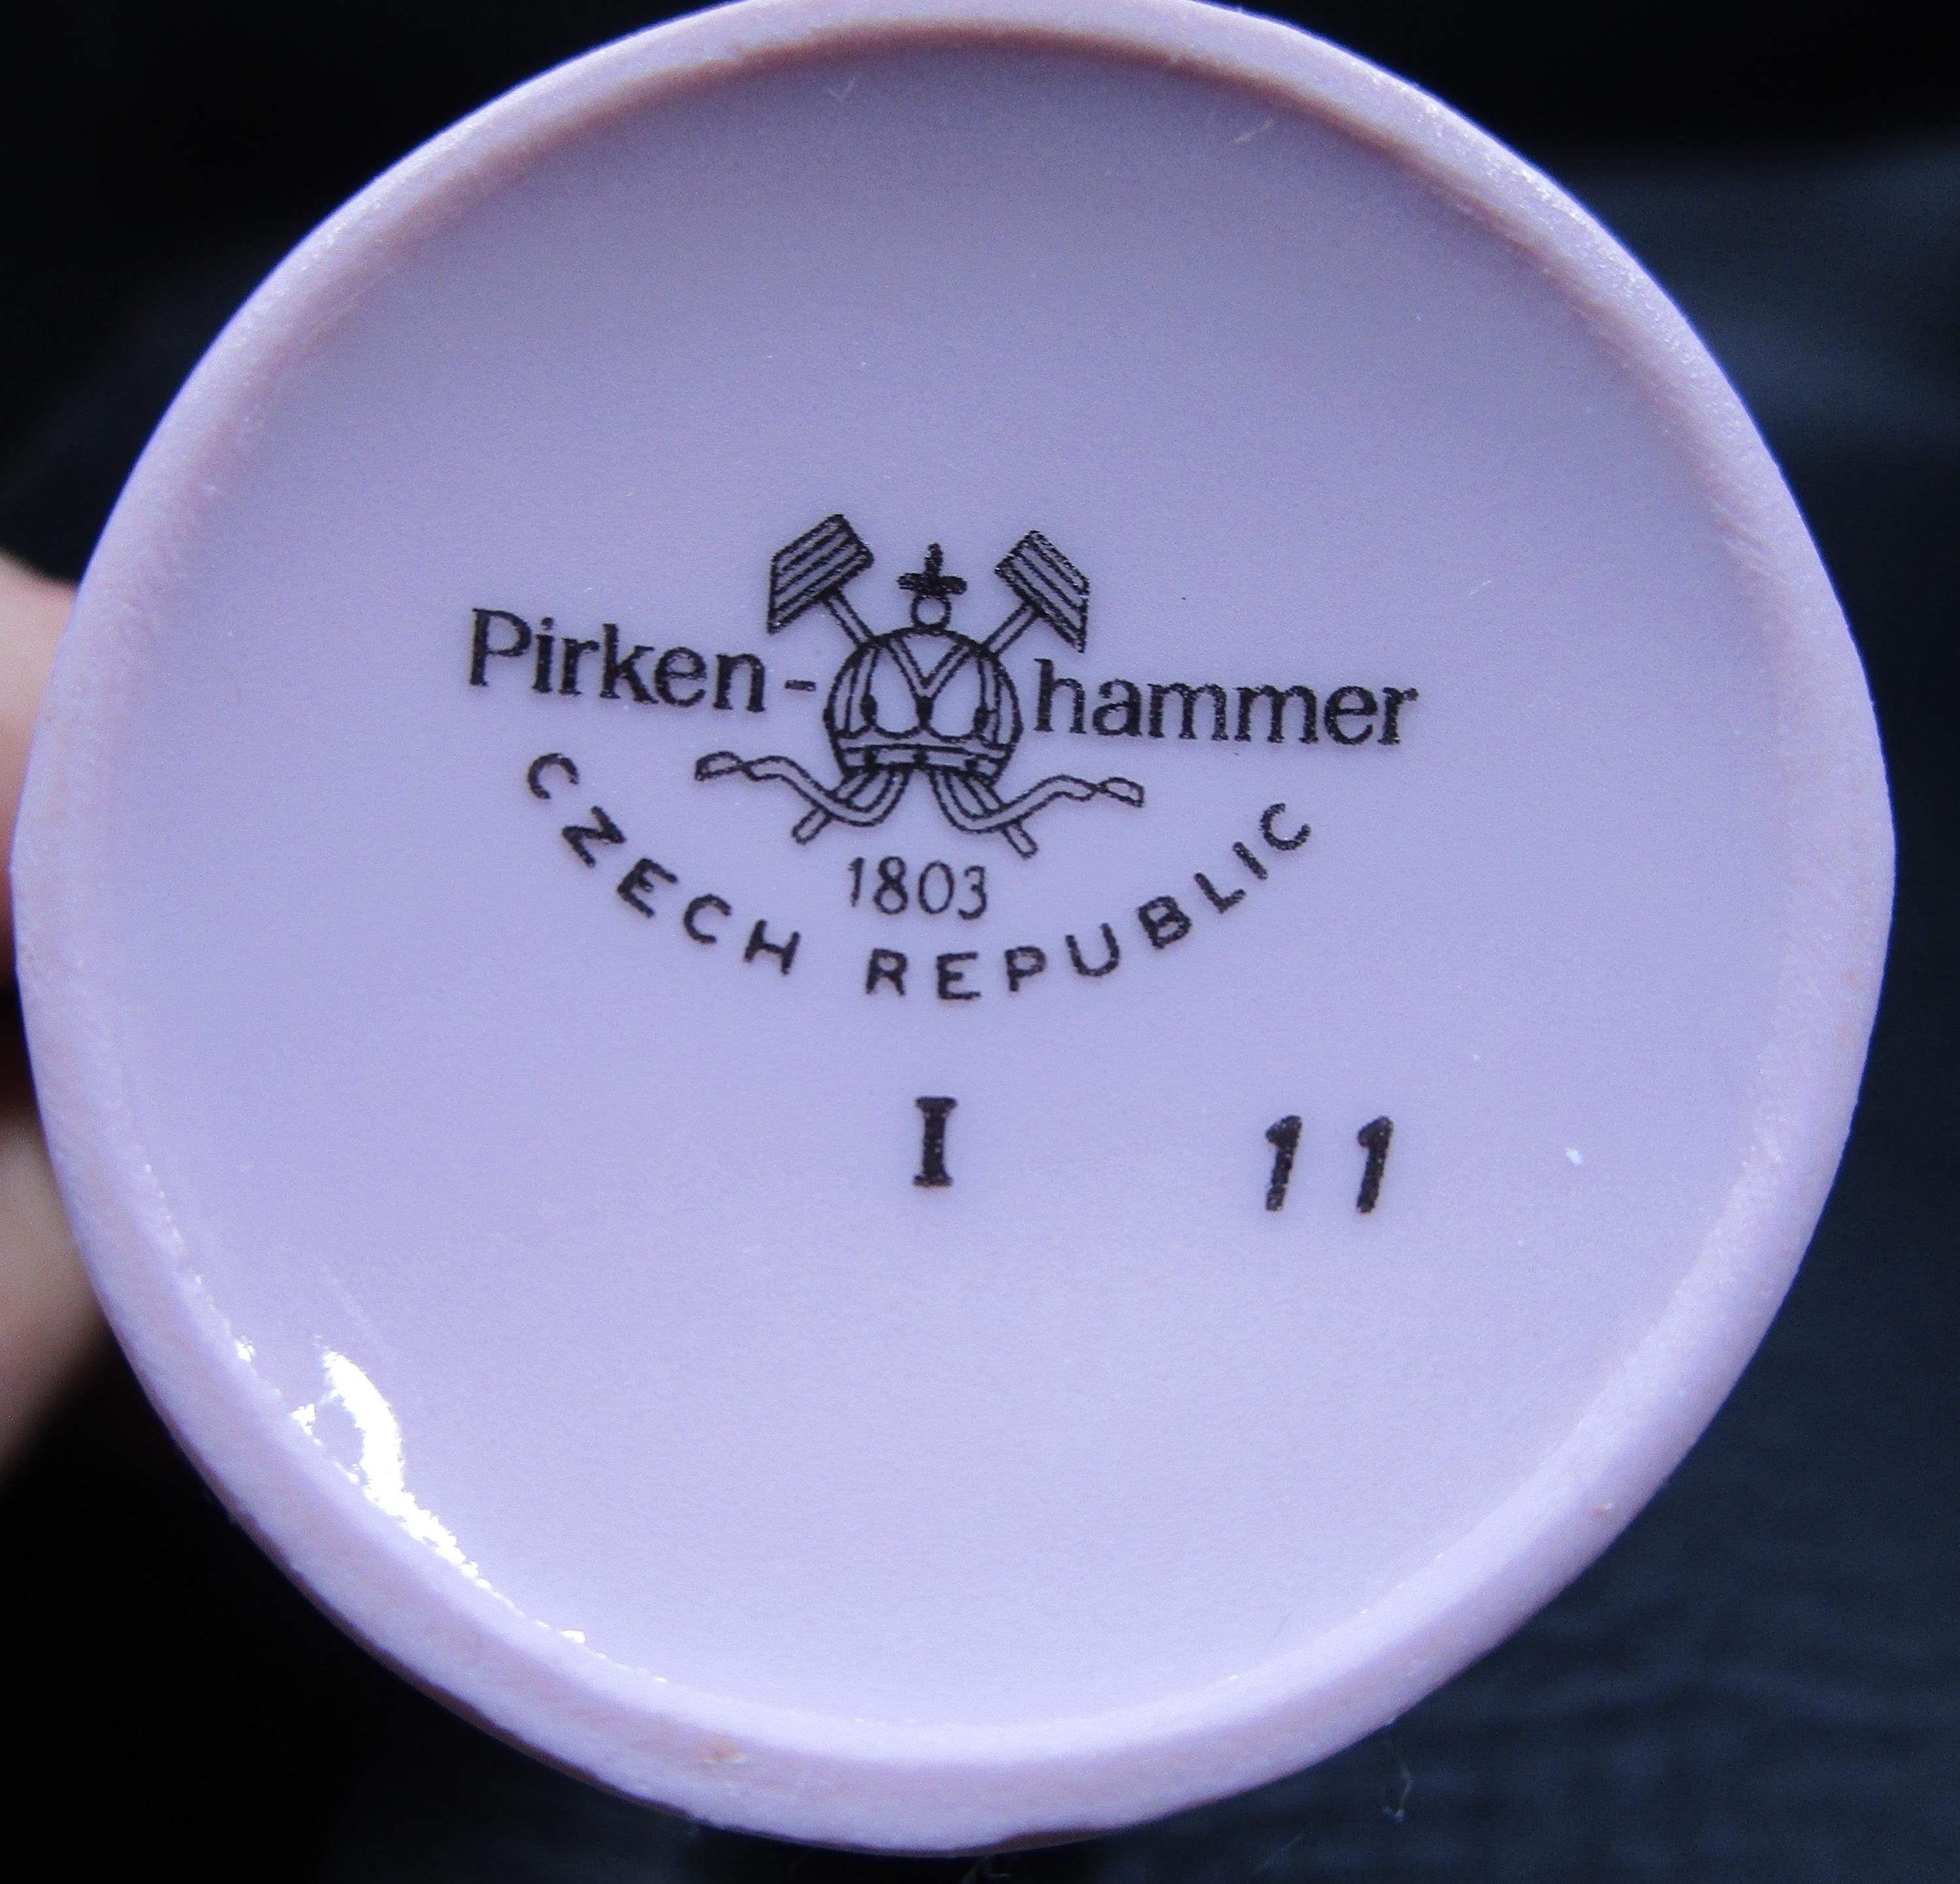 Pirken-hammer
1803
CZECH REPUBLIC
I 11